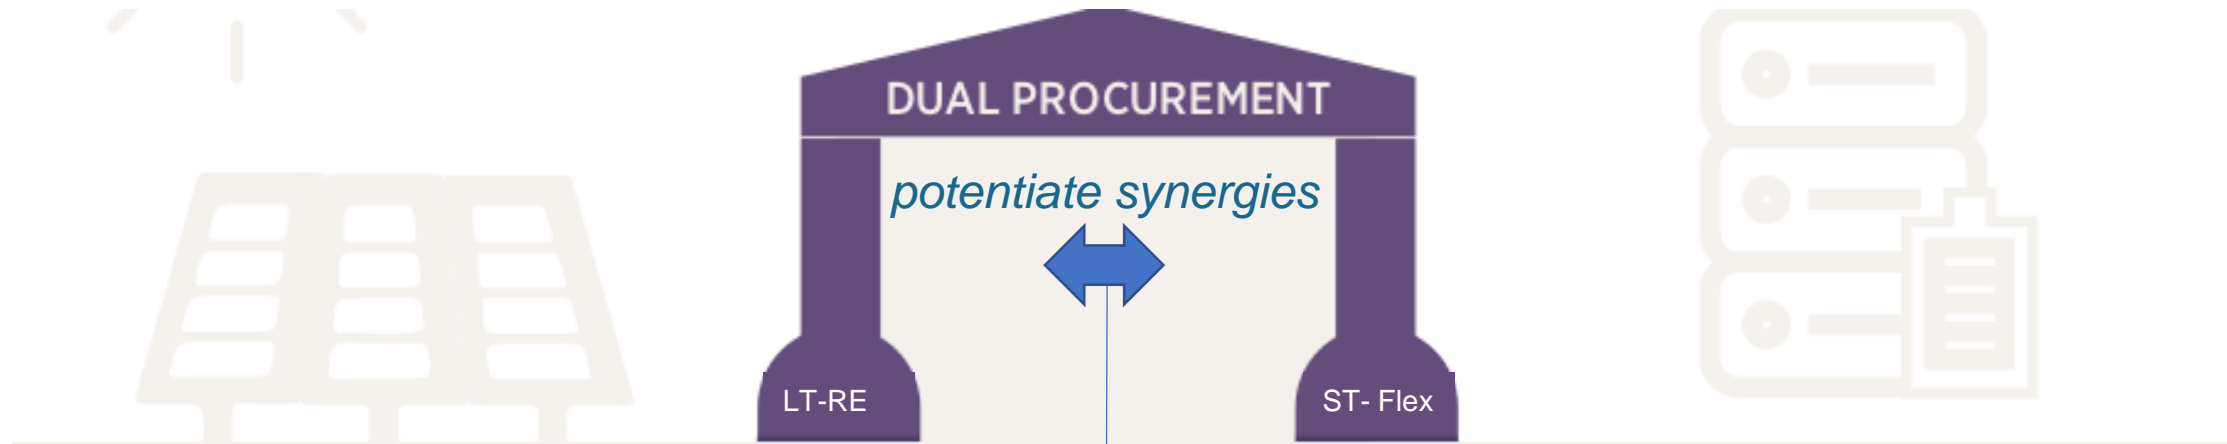 DUAL PROCUREMENT
potentiate synergies
LT-RE
ST- Flex